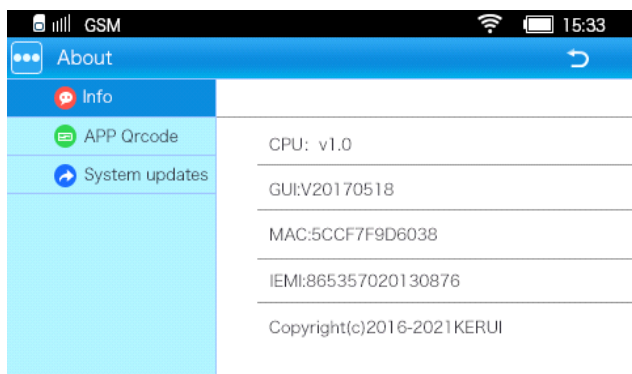 GSM 15:33
About
Info
APP Qrcode
System updates
CPU: v1.0
GUI:V20170518
MAC:5CCF7F9D6038
IEMI:865357020130876
Copyright(c)2016-2021KERUI